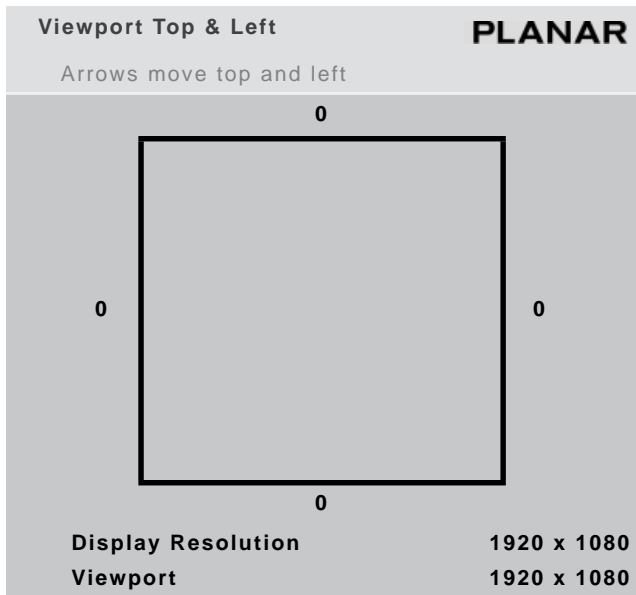 Viewport Top & Left PLANAR
Arrows move top and left
0
0 0
0
Display Resolution 1920 x 1080
Viewport 1920 x 1080